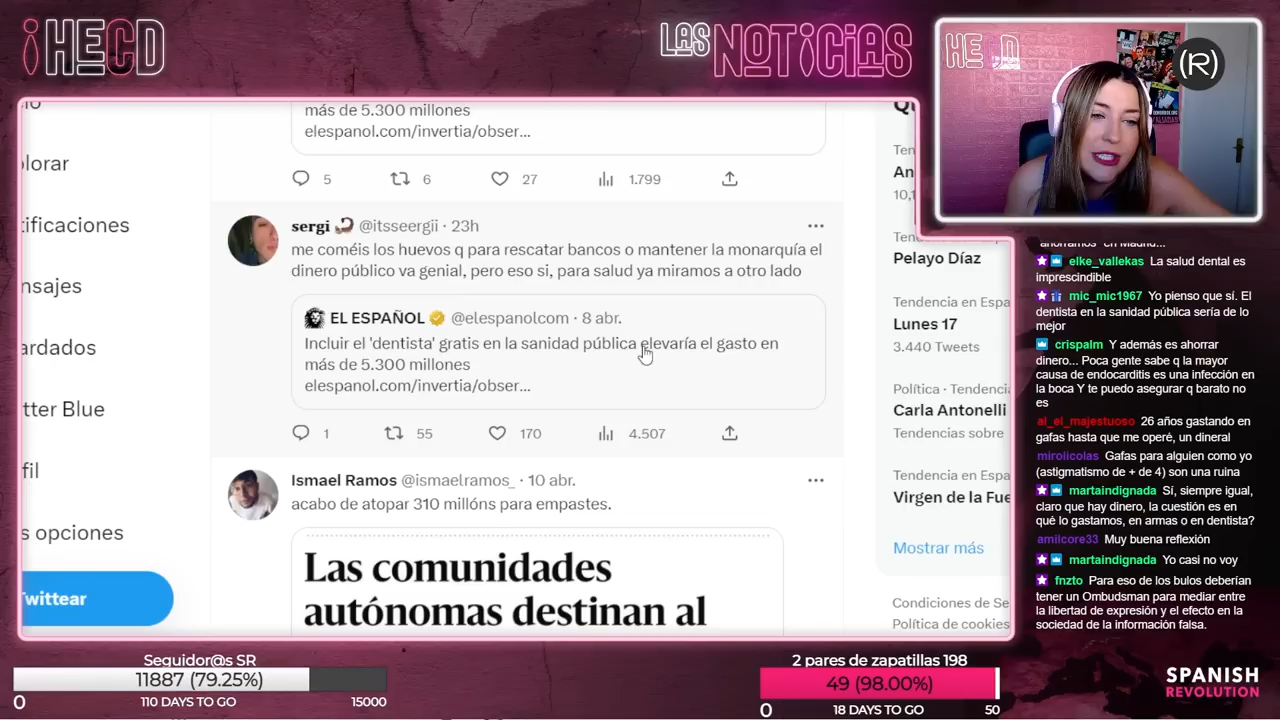 ¡HECD
LAS NOTICIAS
HE
(R)
más de 5.300 millones
elespanol.com/invertia/obser...
5
6
27
1.799
sergi @itsseergii · 23h
me coméis los huevos q para rescatar bancos o mantener la monarquía el
dinero público va genial, pero eso si, para salud ya miramos a otro lado
EL ESPAÑOL @elespanolcom · 8 abr.
Incluir el 'dentista' gratis en la sanidad pública elevaría el gasto en
más de 5.300 millones
elespanol.com/invertia/obser...
1
55
170
4.507
Ismael Ramos @ismaelramos_ · 10 abr.
acabo de atopar 310 millóns para empastes.
Las comunidades
autónomas destinan al
lorar
tificaciones
nsajes
ardados
tter Blue
fil
s opciones
Twittear
Ten
An
10,1
Ten
Pelayo Díaz
Tendencia en Espa
Lunes 17
3.440 Tweets
Política · Tendencia
Carla Antonelli
Tendencias sobre
Tendencia en Espa
Virgen de la Fue
Mostrar más
Condiciones de Se
Política de cookies
"ahorramos" en Madrid...
elke_vallekas La salud dental es
imprescindible
mic_mic1967 Yo pienso que sí. El
dentista en la sanidad pública sería de lo
mejor
crispalm Y además es ahorrar
dinero... Poca gente sabe q la mayor
causa de endocarditis es una infección en
la boca Y te puedo asegurar q barato no
es
al_el_majestuoso 26 años gastando en
gafas hasta que me operé, un dineral
mirolicolas Gafas para alguien como yo
(astigmatismo de + de 4) son una ruina
martaindignada Sí, siempre igual,
claro que hay dinero, la cuestión es en
qué lo gastamos, en armas o en dentista?
amilcore33 Muy buena reflexión
martaindignada Yo casi no voy
fnzto Para eso de los bulos deberían
tener un Ombudsman para mediar entre
la libertad de expresión y el efecto en la
sociedad de la información falsa.
Seguidor@s SR
11887 (79.25%)
0 110 DAYS TO GO 15000
2 pares de zapatillas 198
49 (98.00%)
0 18 DAYS TO GO 50
SPANISH
REVOLUTION